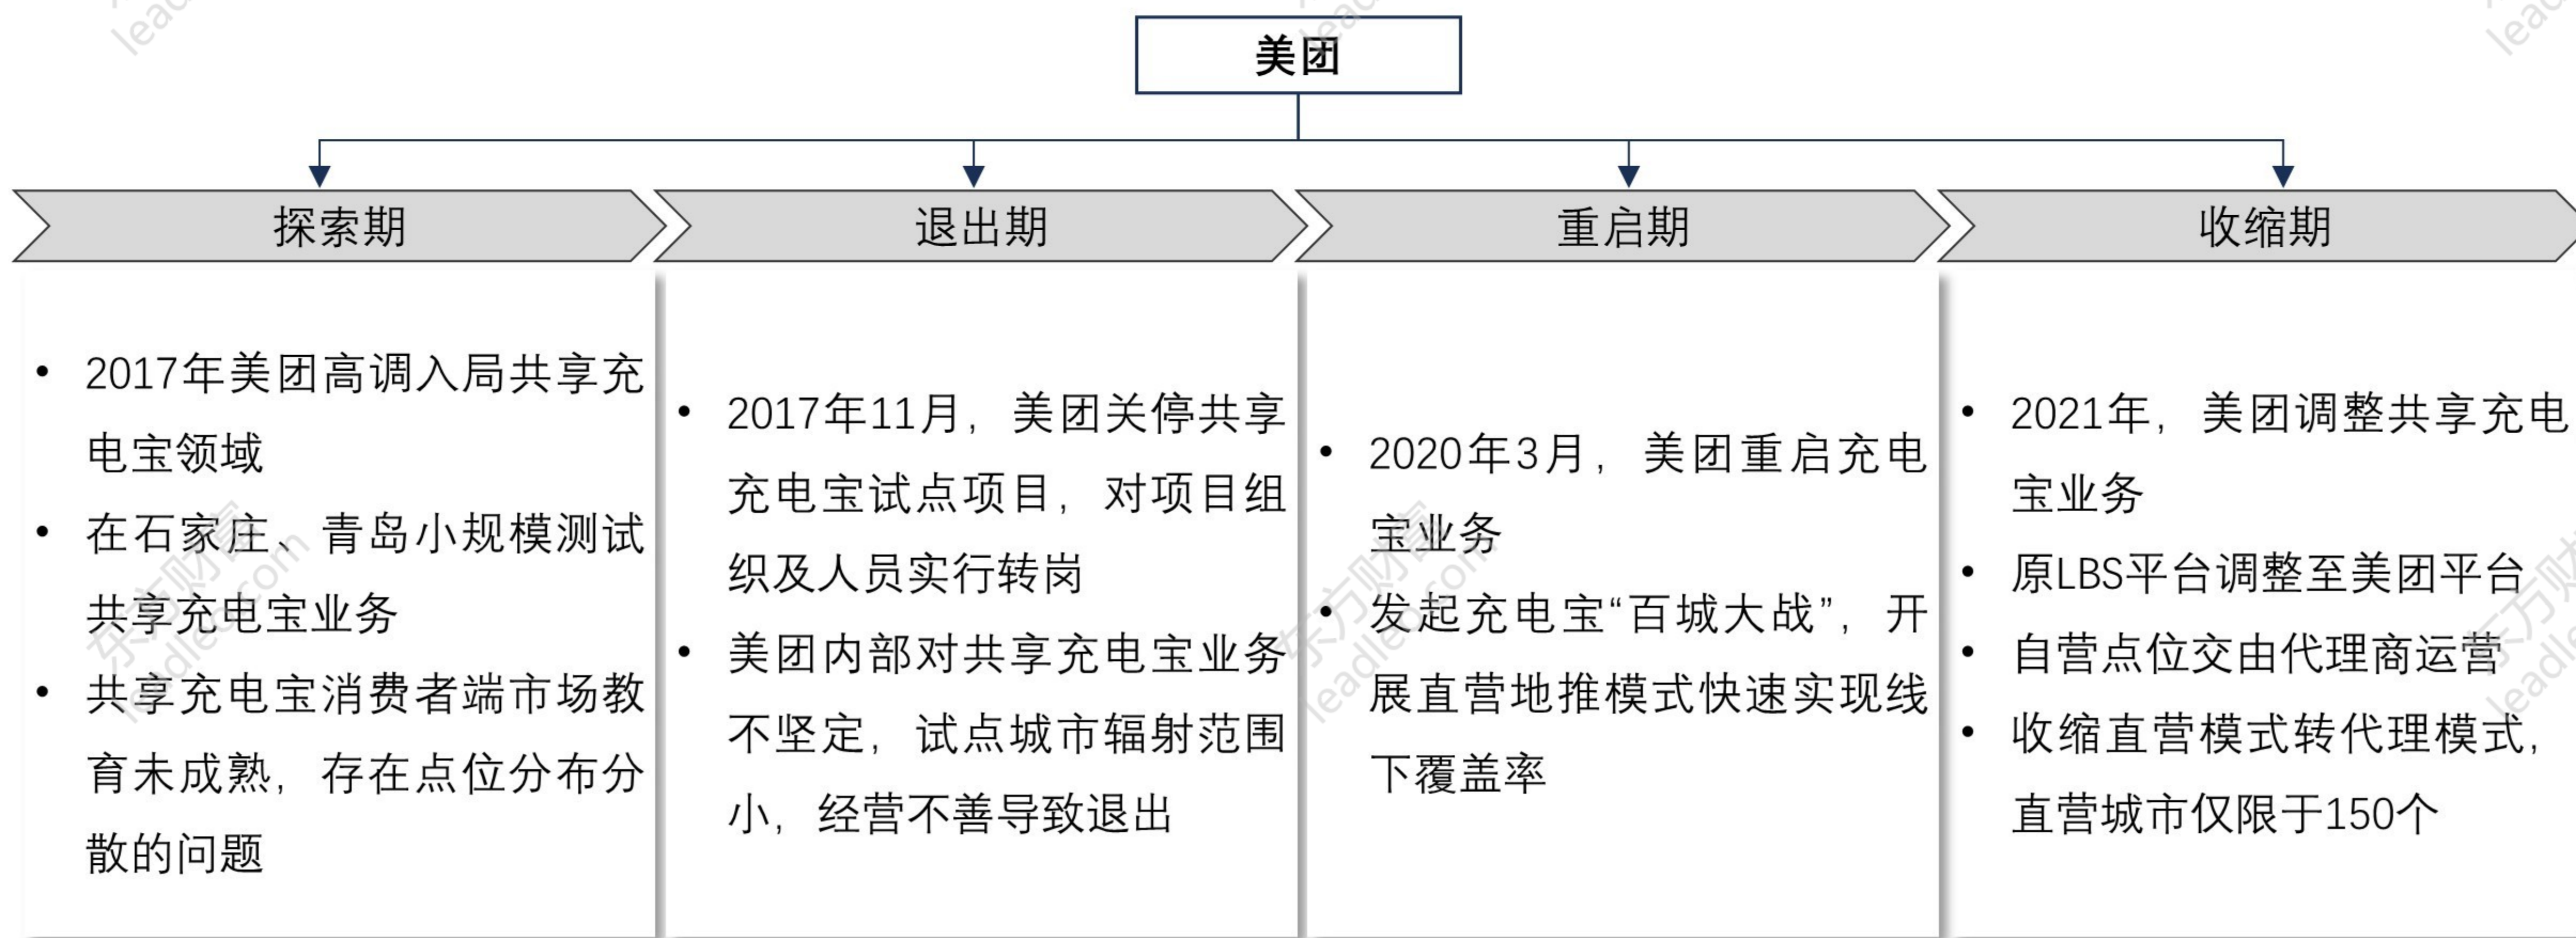 美团
探索期
退出期
重启期
收缩期
• 2017年美团高调入局共享充
电宝领域
• 在石家庄、青岛小规模测试
共享充电宝业务
• 共享充电宝消费者端市场教
育未成熟，存在点位分布分
散的问题
• 2017年11月，美团关停共享
充电宝试点项目，对项目组
织及人员实行转岗
• 美团内部对共享充电宝业务
不坚定，试点城市辐射范围
小，经营不善导致退出
• 2020年3月，美团重启充电
宝业务
• 发起充电宝“百城大战”，开
展直营地推模式快速实现线
下覆盖率
• 2021年，美团调整共享充电
宝业务
• 原LBS平台调整至美团平台
• 自营点位交由代理商运营
• 收缩直营模式转代理模式，
直营城市仅限于150个
东方财富
leadleo.com
东方财富
leadleo.com